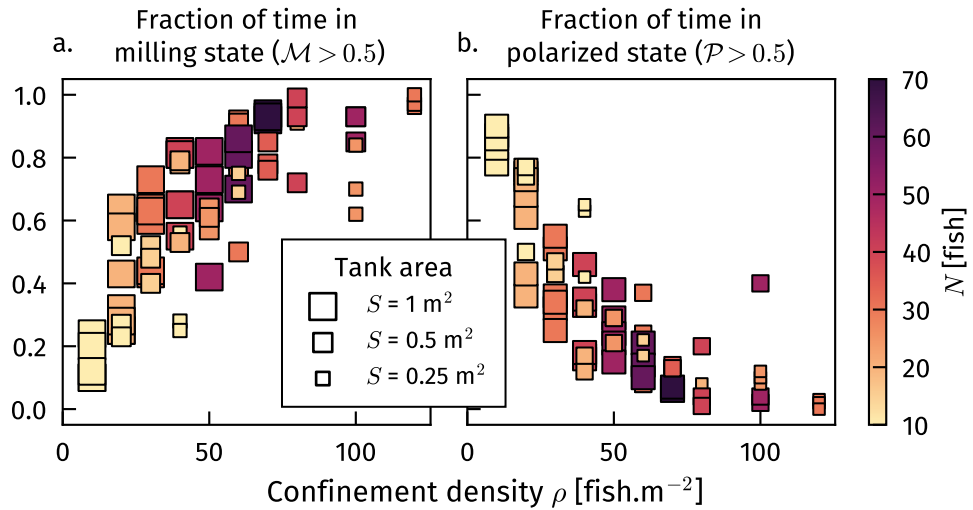 a.
Fraction of time in
milling state (ℳ > 0.5)
b.
Fraction of time in
polarized state (𝒫 > 0.5)
1.0
0.8
0.6
0.4
0.2
0.0
0
50
100
0
50
100
Tank area
S = 1 m²
S = 0.5 m²
S = 0.25 m²
Confinement density ρ [fish.m⁻²]
70
60
50
40
30
20
10
N [fish]